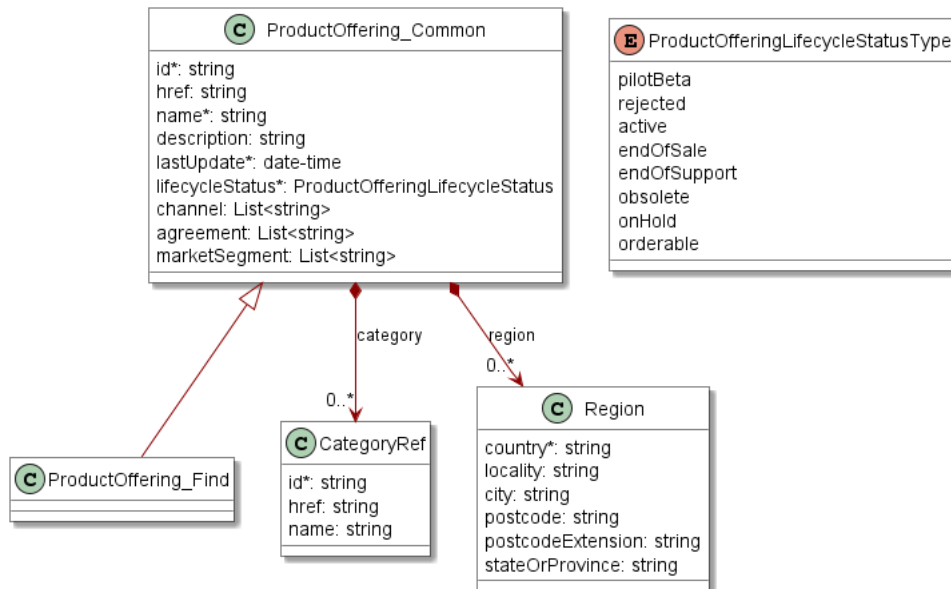 C ProductOffering_Common
id*: string
href: string
name*: string
description: string
lastUpdate*: date-time
lifecycleStatus*: ProductOfferingLifecycleStatus
channel: List<string>
agreement: List<string>
marketSegment: List<string>
E ProductOfferingLifecycleStatusType
pilotBeta
rejected
active
endOfSale
endOfSupport
obsolete
onHold
orderable
category
region
0..*
0..*
C ProductOffering_Find
C CategoryRef
id*: string
href: string
name: string
C Region
country*: string
locality: string
city: string
postcode: string
postcodeExtension: string
stateOrProvince: string